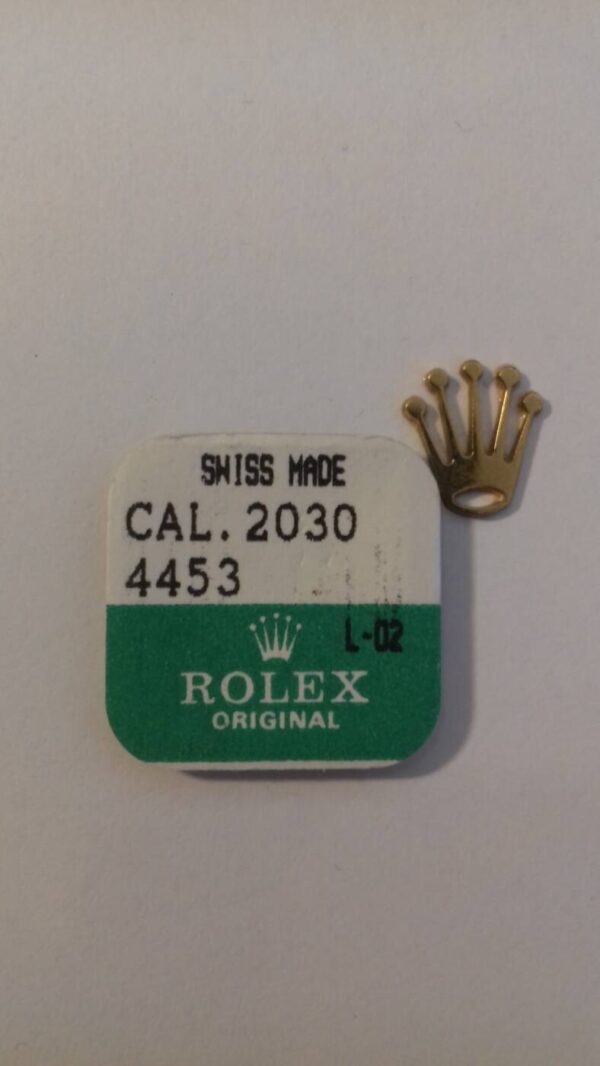 SWISS MADE
CAL. 2030
4453
L-02
ROLEX
ORIGINAL